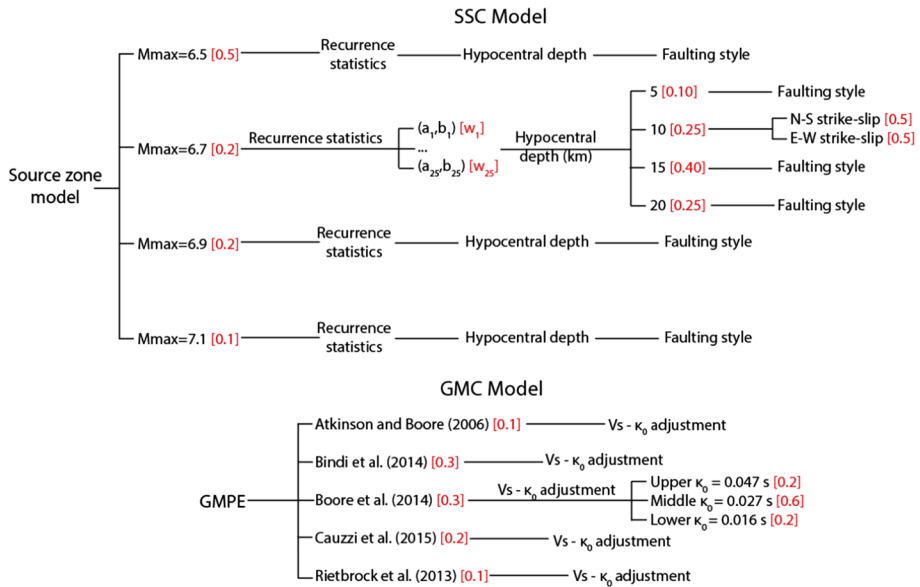 SSC Model
Mmax=6.5 [0.5] Recurrence statistics Hypocentral depth Faulting style
5 [0.10] Faulting style
N-S strike-slip [0.5]
Mmax=6.7 [0.2] Recurrence statistics
(a₁,b₁) [w₁]
...
(a₂₅,b₂₅) [w₂₅]
Hypocentral depth (km)
10 [0.25]
E-W strike-slip [0.5]
15 [0.40] Faulting style
Source zone model
20 [0.25] Faulting style
Mmax=6.9 [0.2] Recurrence statistics Hypocentral depth Faulting style
Mmax=7.1 [0.1] Recurrence statistics Hypocentral depth Faulting style
GMC Model
Atkinson and Boore (2006) [0.1] Vs - κ₀ adjustment
Bindi et al. (2014) [0.3] Vs - κ₀ adjustment
GMPE
Boore et al. (2014) [0.3] Vs - κ₀ adjustment
Upper κ₀ = 0.047 s [0.2]
Middle κ₀ = 0.027 s [0.6]
Lower κ₀ = 0.016 s [0.2]
Cauzzi et al. (2015) [0.2] Vs - κ₀ adjustment
Rietbrock et al. (2013) [0.1] Vs - κ₀ adjustment